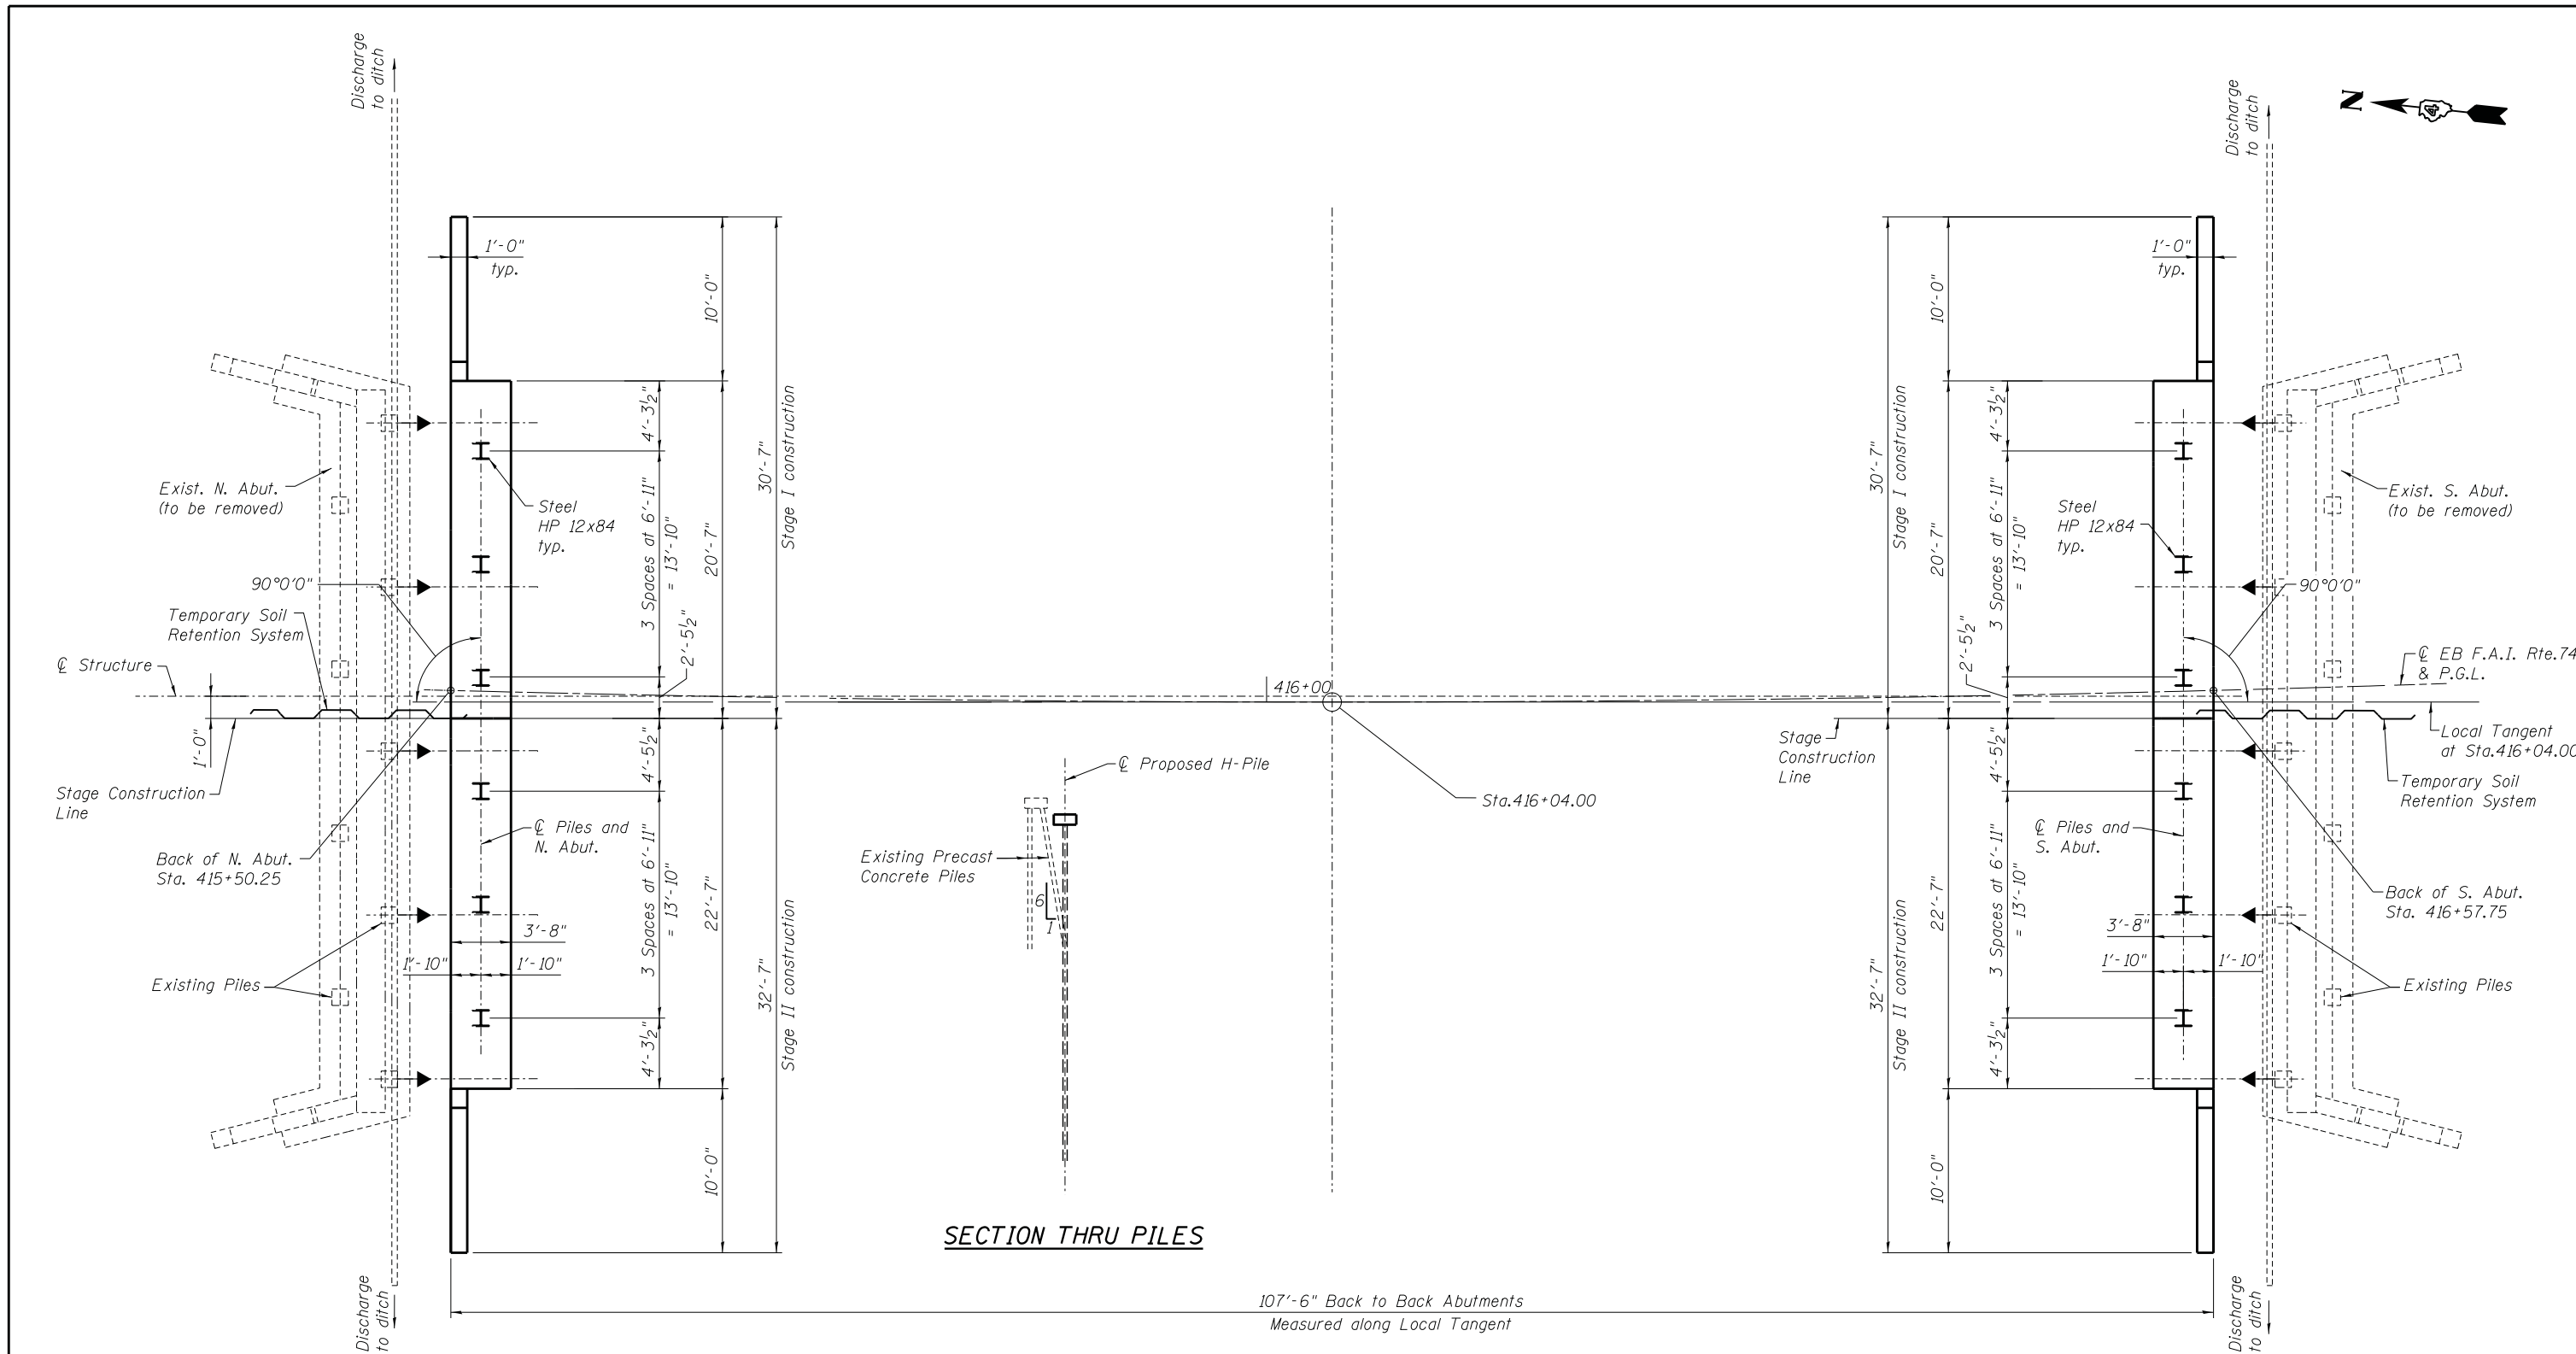 Discharge
to ditch
Discharge
to ditch
N
4
1'-0"
typ.
10'-0"
30'-7"
Stage I construction
4'-3½"
20'-7"
3 Spaces at 6'-11"
= 13'-10"
2'-5½"
Exist. N. Abut.
(to be removed)
Steel
HP 12x84
typ.
90°0'0"
Temporary Soil
Retention System
℄ Structure
1'-0"
Stage Construction
Line
Back of N. Abut.
Sta. 415+50.25
℄ Piles and
N. Abut.
4'-5½"
3 Spaces at 6'-11"
= 13'-10"
22'-7"
3'-8"
1'-10"
1'-10"
Existing Piles
4'-3½"
32'-7"
Stage II construction
10'-0"
Discharge
to ditch
416+00
Sta.416+04.00
℄ Proposed H-Pile
Existing Precast
Concrete Piles
6
1
SECTION THRU PILES
107'-6" Back to Back Abutments
Measured along Local Tangent
1'-0"
typ.
10'-0"
30'-7"
Stage I construction
20'-7"
4'-3½"
3 Spaces at 6'-11"
= 13'-10"
2'-5½"
Steel
HP 12x84
typ.
Exist. S. Abut.
(to be removed)
90°0'0"
℄ EB F.A.I. Rte.74
& P.G.L.
Local Tangent
at Sta.416+04.00
Temporary Soil
Retention System
Stage
Construction
Line
4'-5½"
℄ Piles and
S. Abut.
3 Spaces at 6'-11"
= 13'-10"
22'-7"
Back of S. Abut.
Sta. 416+57.75
3'-8"
1'-10"
1'-10"
Existing Piles
4'-3½"
32'-7"
Stage II construction
10'-0"
Discharge
to ditch